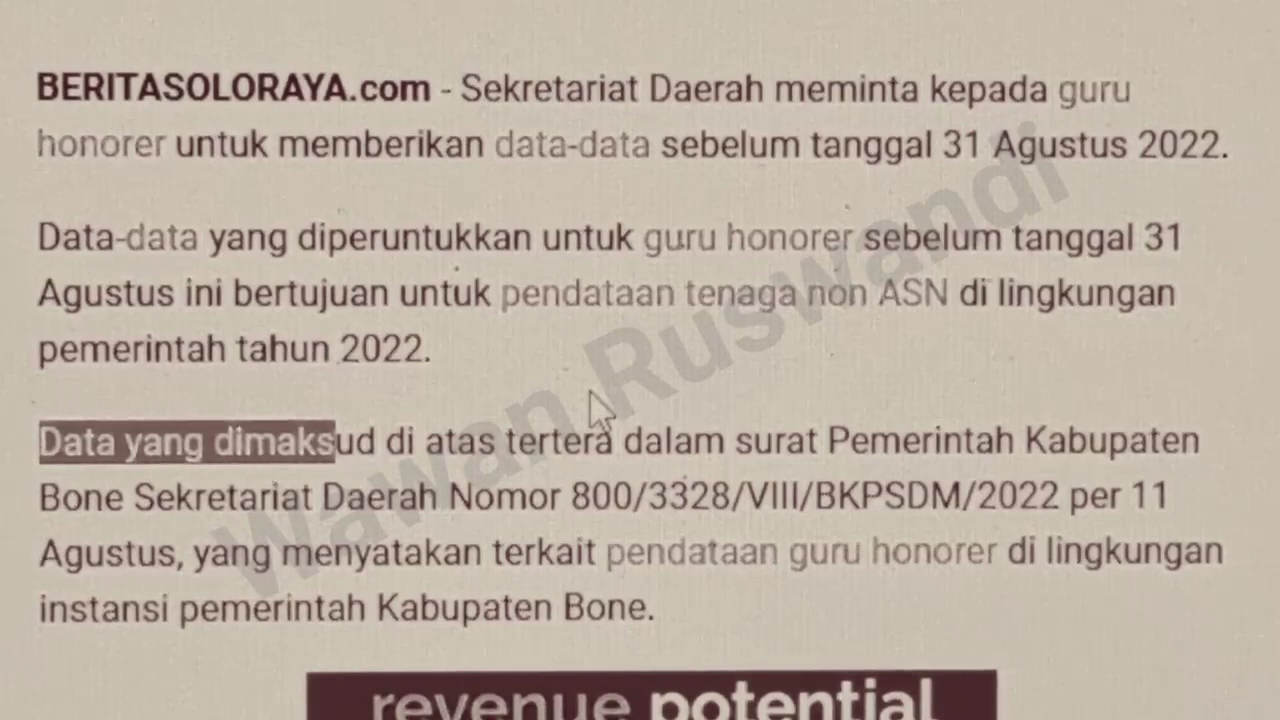 BERITASOLORAYA.com - Sekretariat Daerah meminta kepada guru
honorer untuk memberikan data-data sebelum tanggal 31 Agustus 2022.
Data-data yang diperuntukkan untuk guru honorer sebelum tanggal 31
Agustus ini bertujuan untuk pendataan tenaga non ASN di lingkungan
pemerintah tahun 2022.
Data yang dimaksud di atas tertera dalam surat Pemerintah Kabupaten
Bone Sekretariat Daerah Nomor 800/3328/VIII/BKPSDM/2022 per 11
Agustus, yang menyatakan terkait pendataan guru honorer di lingkungan
instansi pemerintah Kabupaten Bone.
Wawan Ruswandi
revenue potential